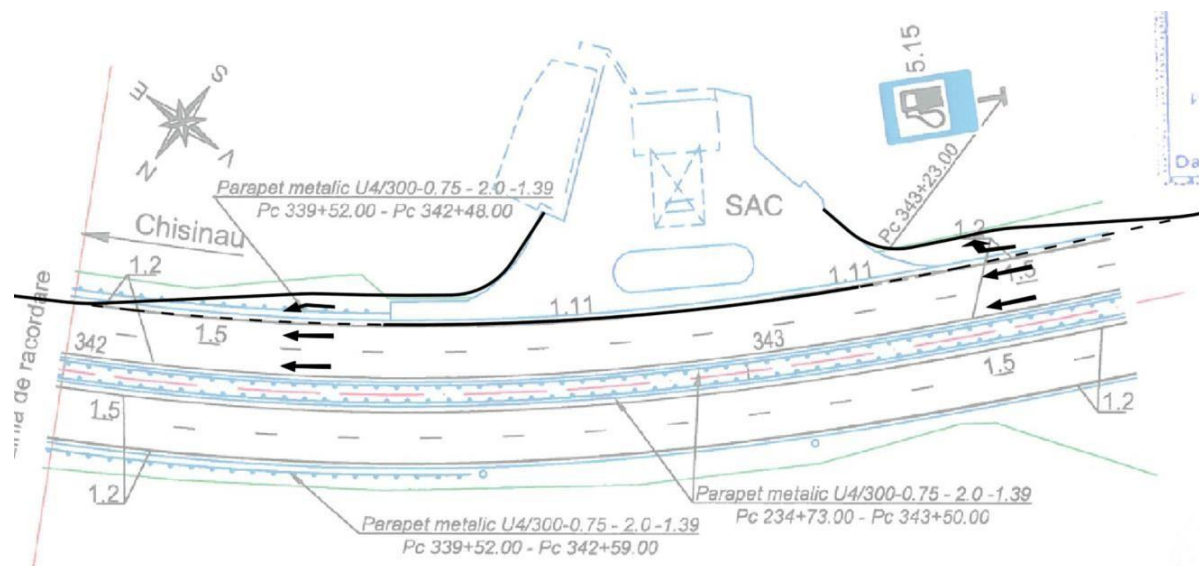 S
E
N
V
Parapet metalic U4/300-0.75 - 2.0 -1.39
Pc 339+52.00 - Pc 342+48.00
Chisinau
1.2
SAC
5.15
Pc 343+23.00
Da
1.2
1.5
1.11
1.11
1.5
342
343
de racordare
1.5
1.5
1.2
1.2
Parapet metalic U4/300-0.75 - 2.0 -1.39
Pc 234+73.00 - Pc 343+50.00
Parapet metalic U4/300-0.75 - 2.0 -1.39
Pc 339+52.00 - Pc 342+59.00